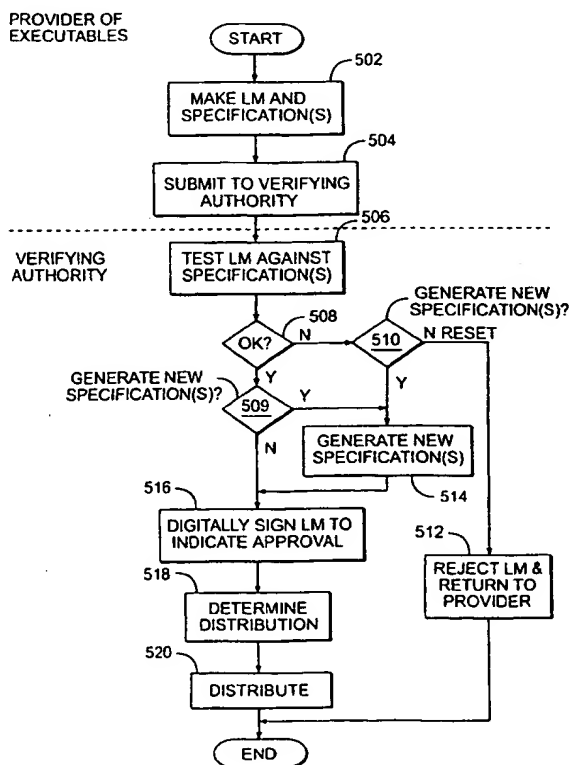 PROVIDER OF
EXECUTABLES
START
502
MAKE LM AND
SPECIFICATION(S)
504
SUBMIT TO VERIFYING
AUTHORITY
506
VERIFYING
AUTHORITY
TEST LM AGAINST
SPECIFICATION(S)
GENERATE NEW
SPECIFICATION(S)?
508
OK?
N
510
N RESET
Y
Y
GENERATE NEW
SPECIFICATION(S)?
509
Y
N
GENERATE NEW
SPECIFICATION(S)
514
516
DIGITALLY SIGN LM TO
INDICATE APPROVAL
512
REJECT LM &
RETURN TO
PROVIDER
518
DETERMINE
DISTRIBUTION
520
DISTRIBUTE
END